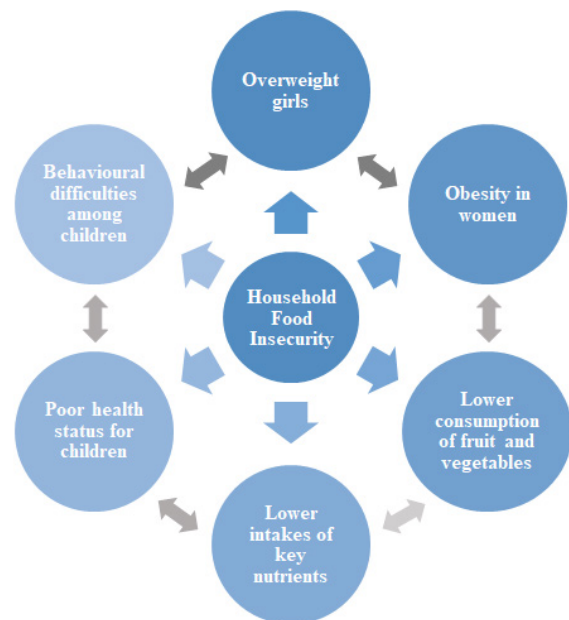 Overweight
girls
Behavioural
difficulties
among
children
Obesity in
women
Household
Food
Insecurity
Poor health
status for
children
Lower
consumption
of fruit and
vegetables
Lower
intakes of
key
nutrients